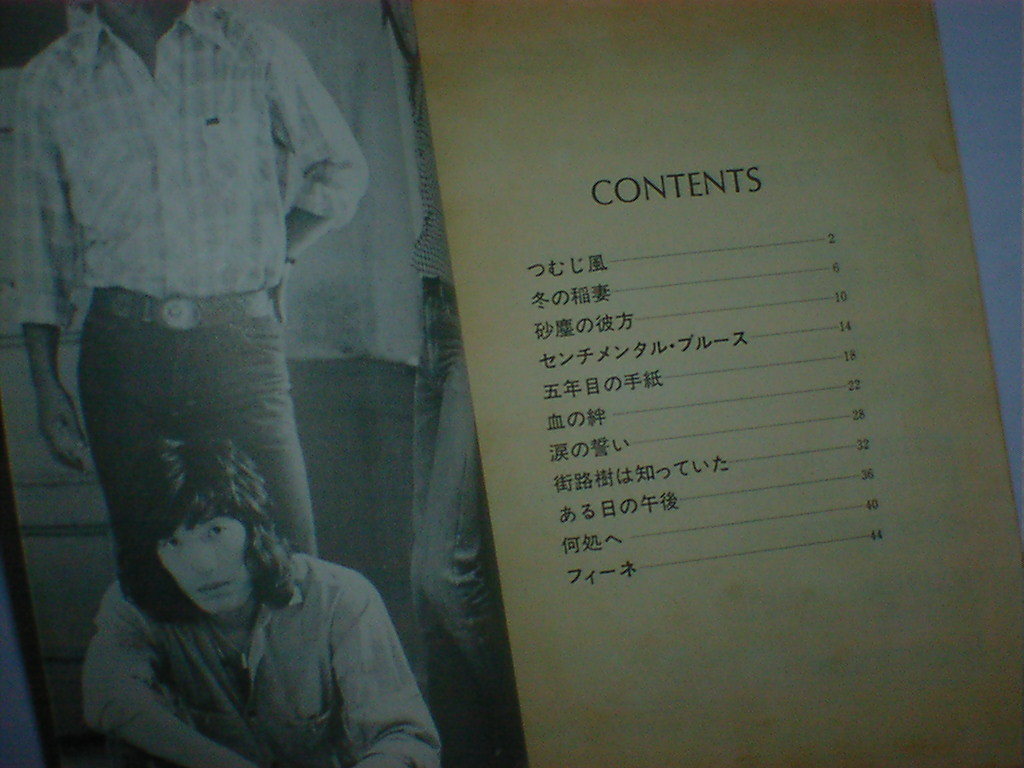 CONTENTS
つむじ風 2
冬の稲妻 6
砂塵の彼方 10
センチメンタル・ブルース 14
五年目の手紙 18
血の絆 22
涙の誓い 28
街路樹は知っていた 32
ある日の午後 36
何処へ 40
フィーネ 44